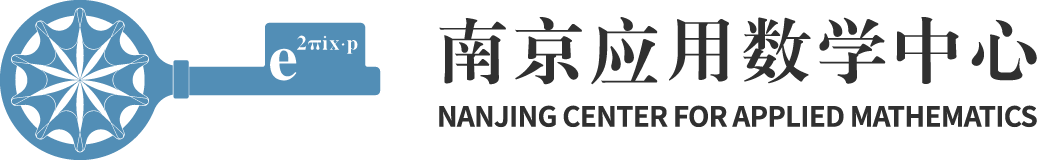 e^2πix·p
南京应用数学中心
NANJING CENTER FOR APPLIED MATHEMATICS